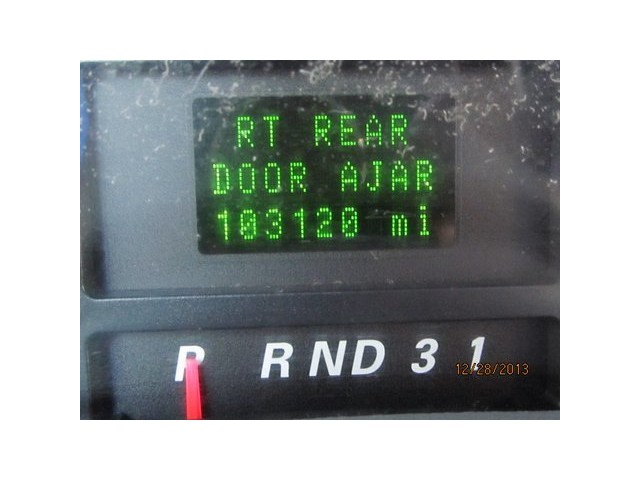 RT REAR
DOOR AJAR
103120 mi
P R N D 3 1
12/28/2013